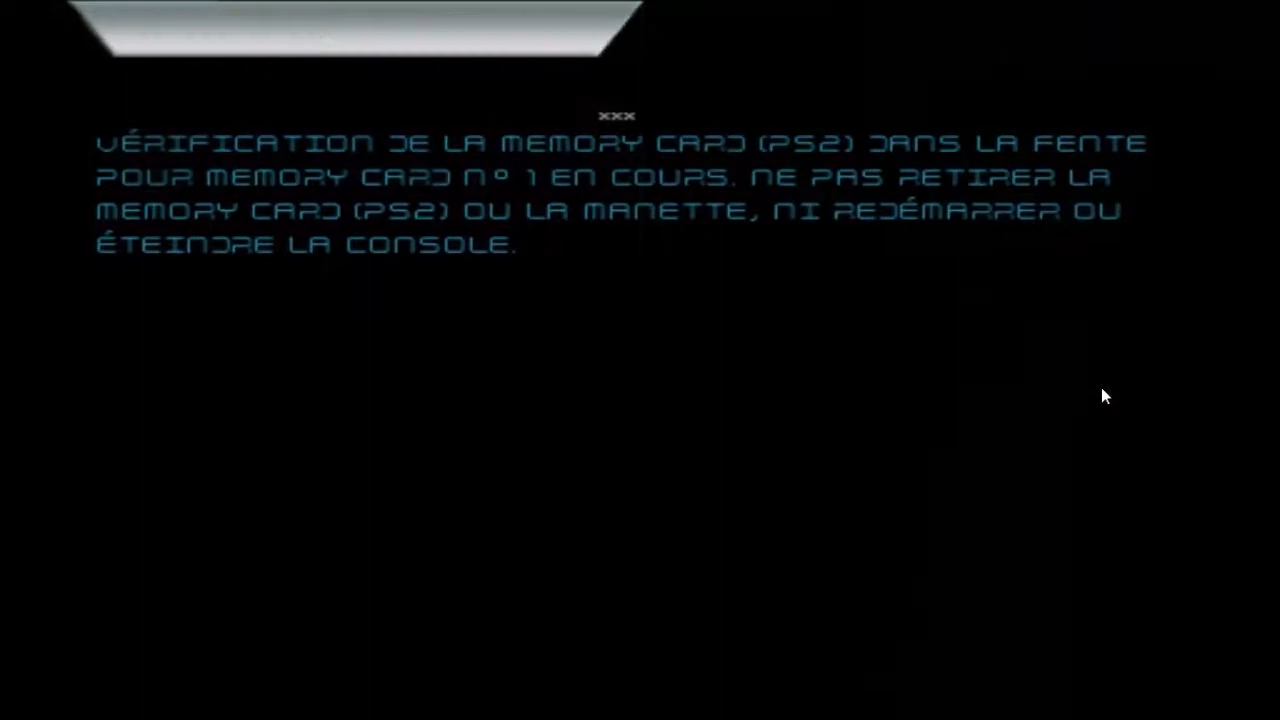 xxx
VÉRIFICATION DE LA MEMORY CARD (PS2) DANS LA FENTE
POUR MEMORY CARD N° 1 EN COURS. NE PAS RETIRER LA
MEMORY CARD (PS2) OU LA MANETTE, NI REDÉMARRER OU
ÉTEINDRE LA CONSOLE.